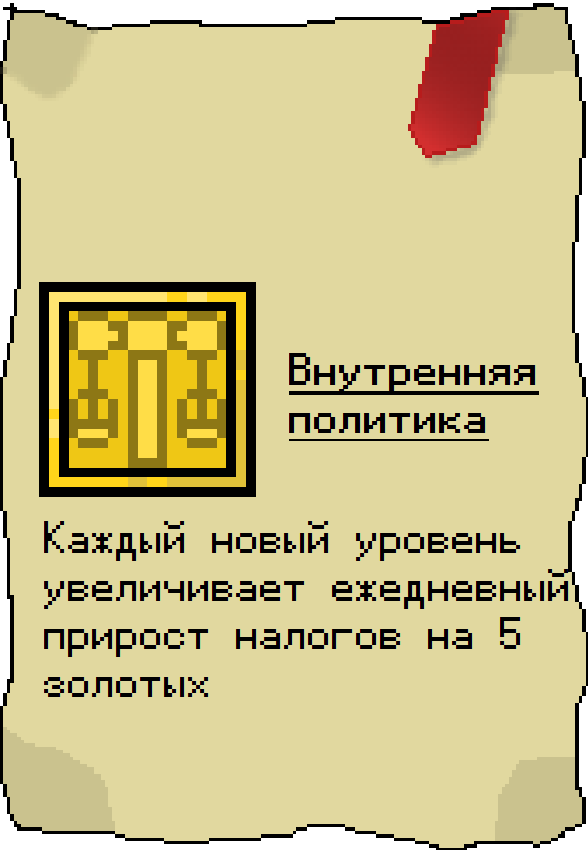 Внутренняя
политика
Каждый новый уровень
увеличивает ежедневный
прирост налогов на 5
золотых